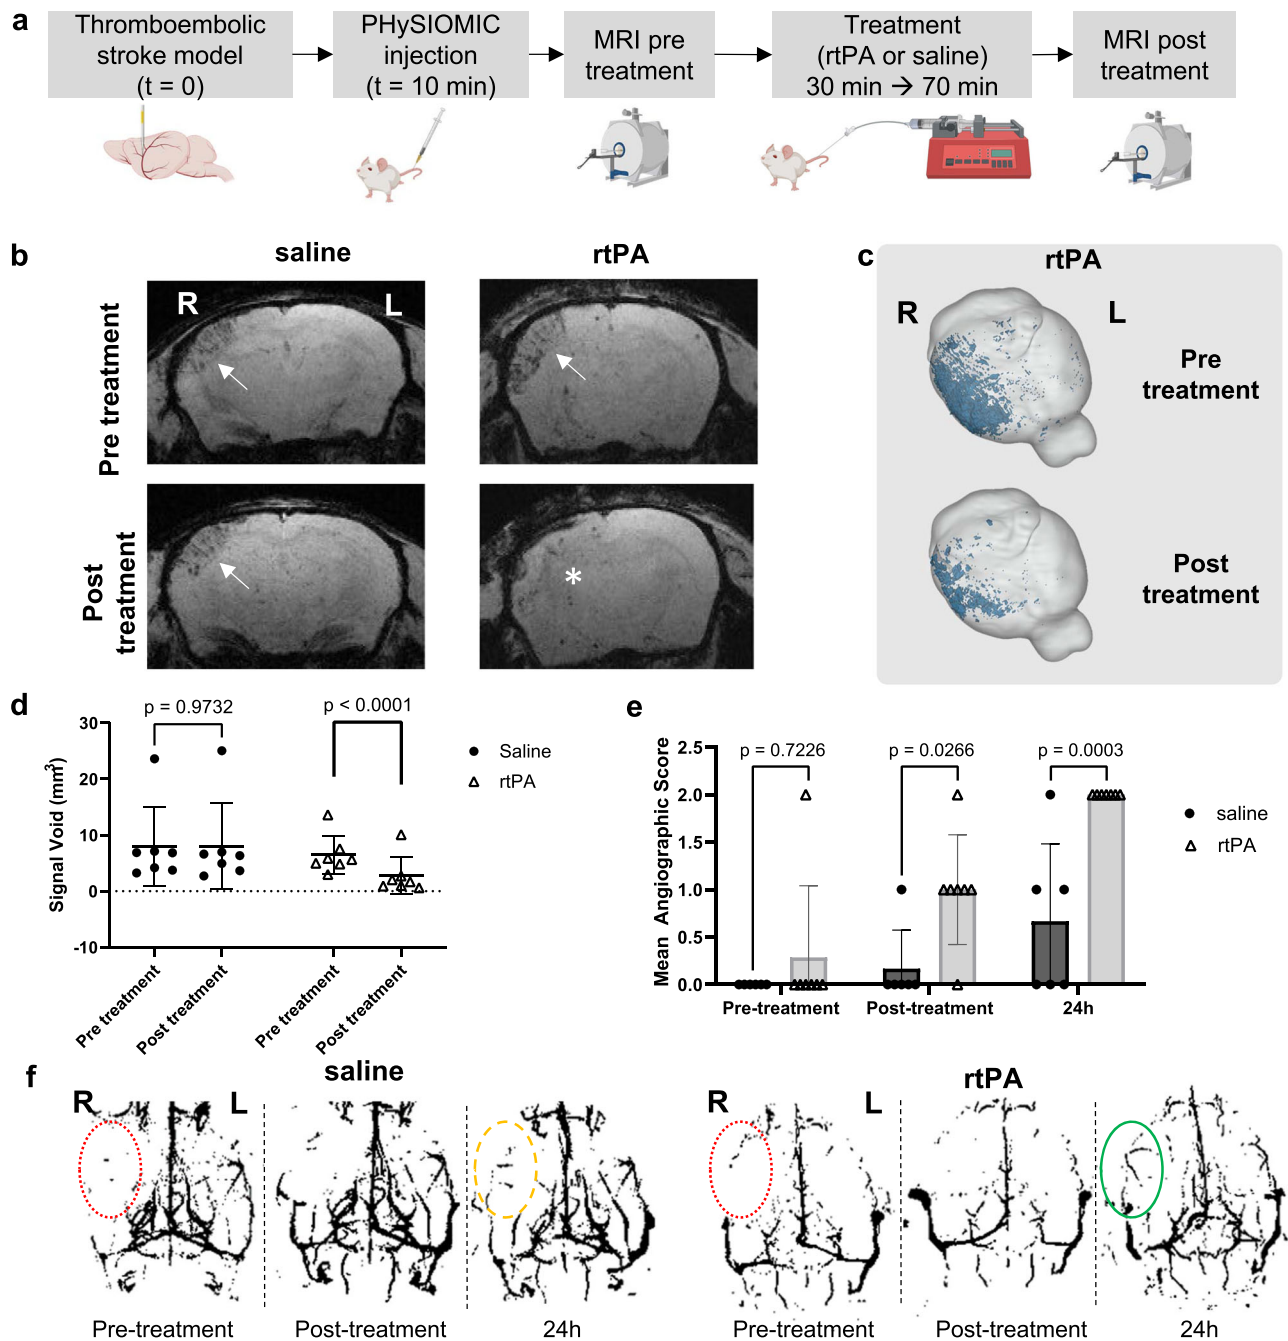 a
Thromboembolic
stroke model
(t = 0)
PHySIOMIC
injection
(t = 10 min)
MRI pre
treatment
Treatment
(rtPA or saline)
30 min → 70 min
MRI post
treatment
b
saline
rtPA
Pre treatment
R
L
Post
treatment
*
c
rtPA
R
L
Pre
treatment
Post
treatment
d
p = 0.9732
p < 0.0001
30
20
10
0
-10
Signal Void (mm³)
Pre treatment
Post treatment
Pre treatment
Post treatment
Saline
rtPA
e
p = 0.7226
p = 0.0266
p = 0.0003
2.5
2.0
1.5
1.0
0.5
0.0
Mean Angiographic Score
Pre-treatment
Post-treatment
24h
saline
rtPA
f
saline
R
L
Pre-treatment
Post-treatment
24h
rtPA
R
L
Pre-treatment
Post-treatment
24h